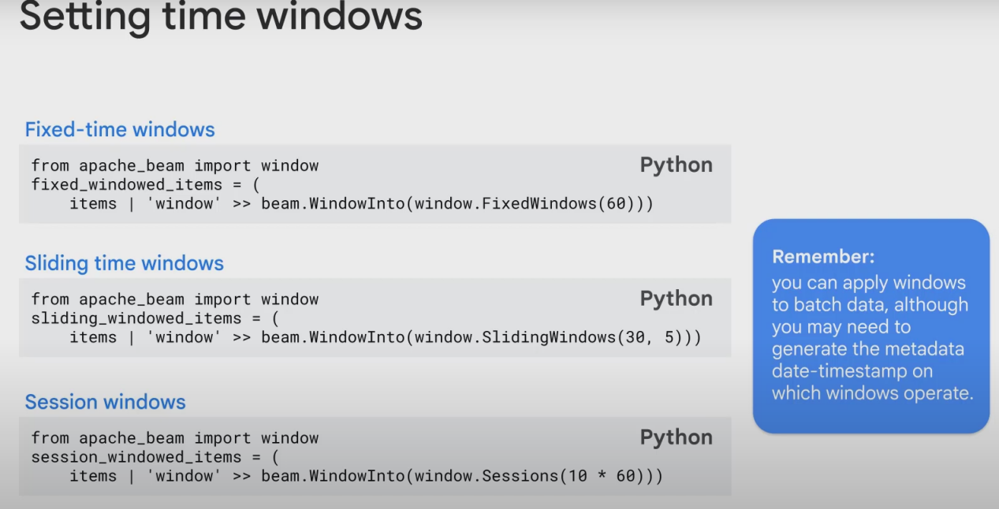 Setting time windows
Fixed-time windows
from apache_beam import window
Python
fixed_windowed_items = (
    items | 'window' >> beam.WindowInto(window.FixedWindows(60)))
Sliding time windows
from apache_beam import window
Python
sliding_windowed_items = (
    items | 'window' >> beam.WindowInto(window.SlidingWindows(30, 5)))
Session windows
from apache_beam import window
Python
session_windowed_items = (
    items | 'window' >> beam.WindowInto(window.Sessions(10 * 60)))
Remember:
you can apply windows
to batch data, although
you may need to
generate the metadata
date-timestamp on
which windows operate.